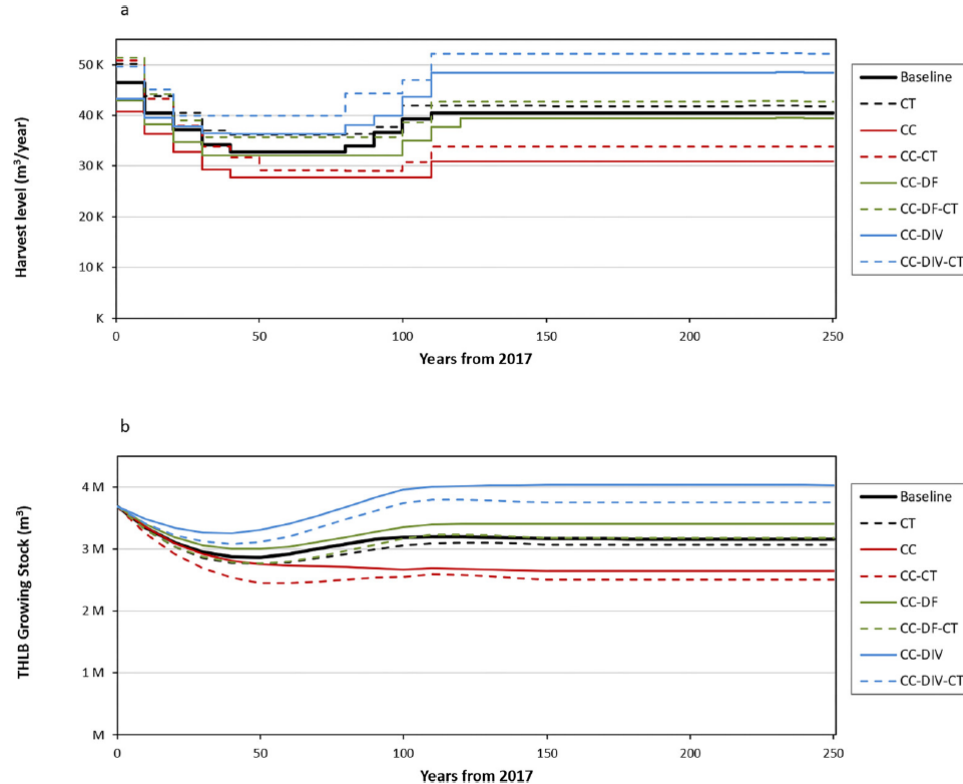 a
Harvest level (m³/year)
50 K
40 K
30 K
20 K
10 K
K
0
50
100
150
200
250
Years from 2017
Baseline
CT
CC
CC-CT
CC-DF
CC-DF-CT
CC-DIV
CC-DIV-CT
b
THLB Growing Stock (m³)
4 M
3 M
2 M
1 M
M
0
50
100
150
200
250
Years from 2017
Baseline
CT
CC
CC-CT
CC-DF
CC-DF-CT
CC-DIV
CC-DIV-CT